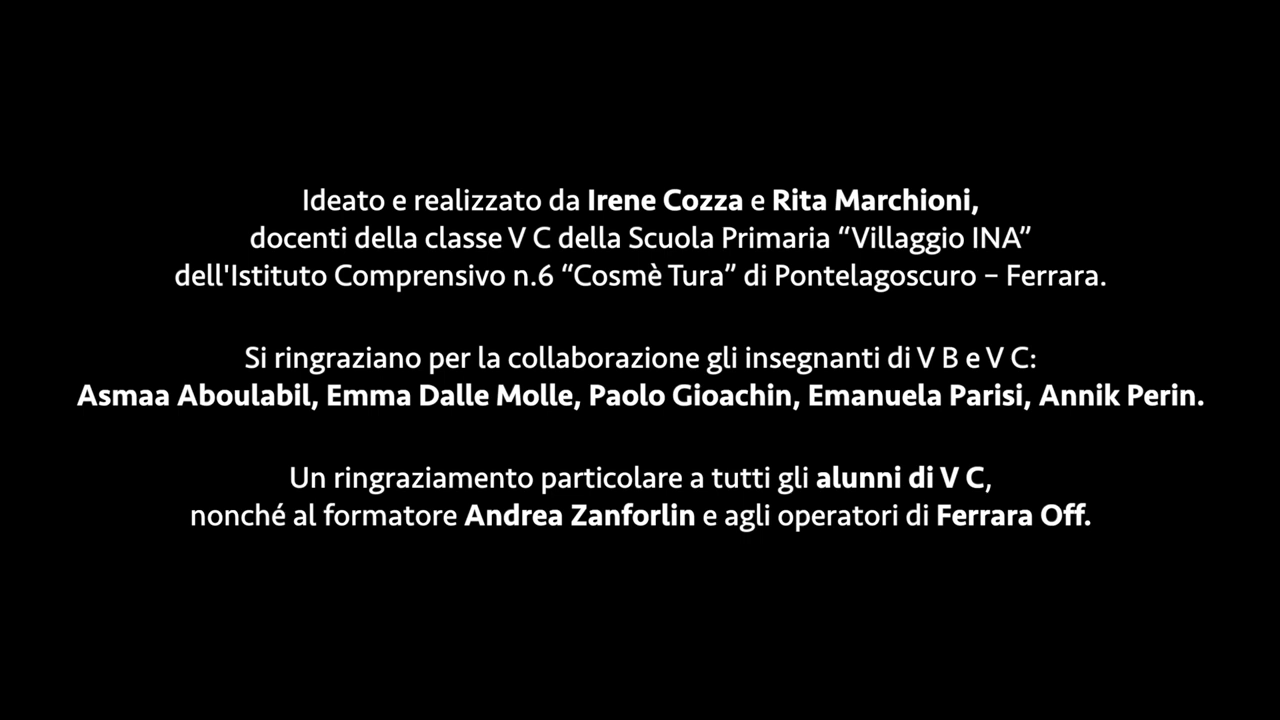 Ideato e realizzato da Irene Cozza e Rita Marchioni,
docenti della classe V C della Scuola Primaria “Villaggio INA”
dell'Istituto Comprensivo n.6 “Cosmè Tura” di Pontelagoscuro – Ferrara.
Si ringraziano per la collaborazione gli insegnanti di V B e V C:
Asmaa Aboulabil, Emma Dalle Molle, Paolo Gioachin, Emanuela Parisi, Annik Perin.
Un ringraziamento particolare a tutti gli alunni di V C,
nonché al formatore Andrea Zanforlin e agli operatori di Ferrara Off.